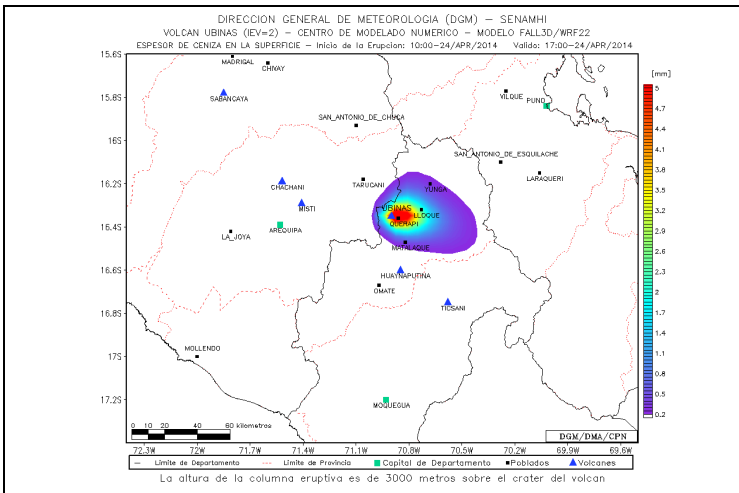 DIRECCION GENERAL DE METEOROLOGIA (DGM) – SENAMHI
VOLCAN UBINAS (IEV=2) – CENTRO DE MODELADO NUMERICO – MODELO FALL3D/WRF22
ESPESOR DE CENIZA EN LA SUPERFICIE – Inicio de la Erupcion: 10:00–24/APR/2014 Valido: 17:00–24/APR/2014
15.6S
15.8S
16S
16.2S
16.4S
16.6S
16.8S
17S
17.2S
MADRIGAL
CHIVAY
SABANCAYA
VILQUE
PUNO
SAN_ANTONIO_DE_CHUCA
SAN_ANTONIO_DE_ESQUILACHE
LARAQUERI
CHACHANI
TARUCANI
YUNGA
MISTI
UBINAS
LLOQUE
QUERAPI
AREQUIPA
LA_JOYA
MATALAQUE
HUAYNAPUTINA
OMATE
TICSANI
MOLLENDO
MOQUEGUA
0 10 20 40 60 kilometros
DGM/DMA/CPN
[mm]
5
4.7
4.4
4.1
3.8
3.5
3.2
2.9
2.6
2.3
2
1.7
1.4
1.1
0.8
0.5
0.2
72.3W 72W 71.7W 71.4W 71.1W 70.8W 70.5W 70.2W 69.9W 69.6W
Limite de Departamento Limite de Provincia Capital de Departamento Poblados Volcanes
La altura de la columna eruptiva es de 3000 metros sobre el crater del volcan